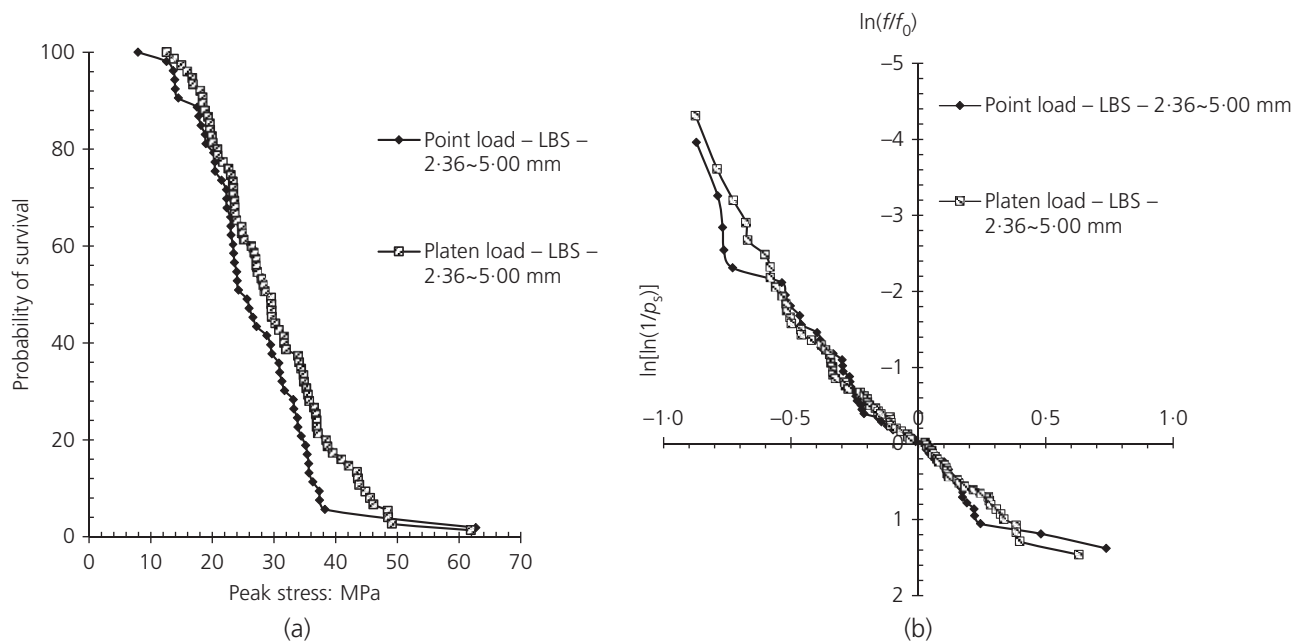 100
80
60
40
20
0
Probability of survival
0 10 20 30 40 50 60 70
Peak stress: MPa
Point load – LBS –
2·36~5·00 mm
Platen load – LBS –
2·36~5·00 mm
(a)
ln(f/f0)
–5
–4
–3
–2
–1
0
1
2
–1·0 –0·5 0 0·5 1·0
ln[ln(1/ps)]
Point load – LBS – 2·36~5·00 mm
Platen load – LBS –
2·36~5·00 mm
(b)